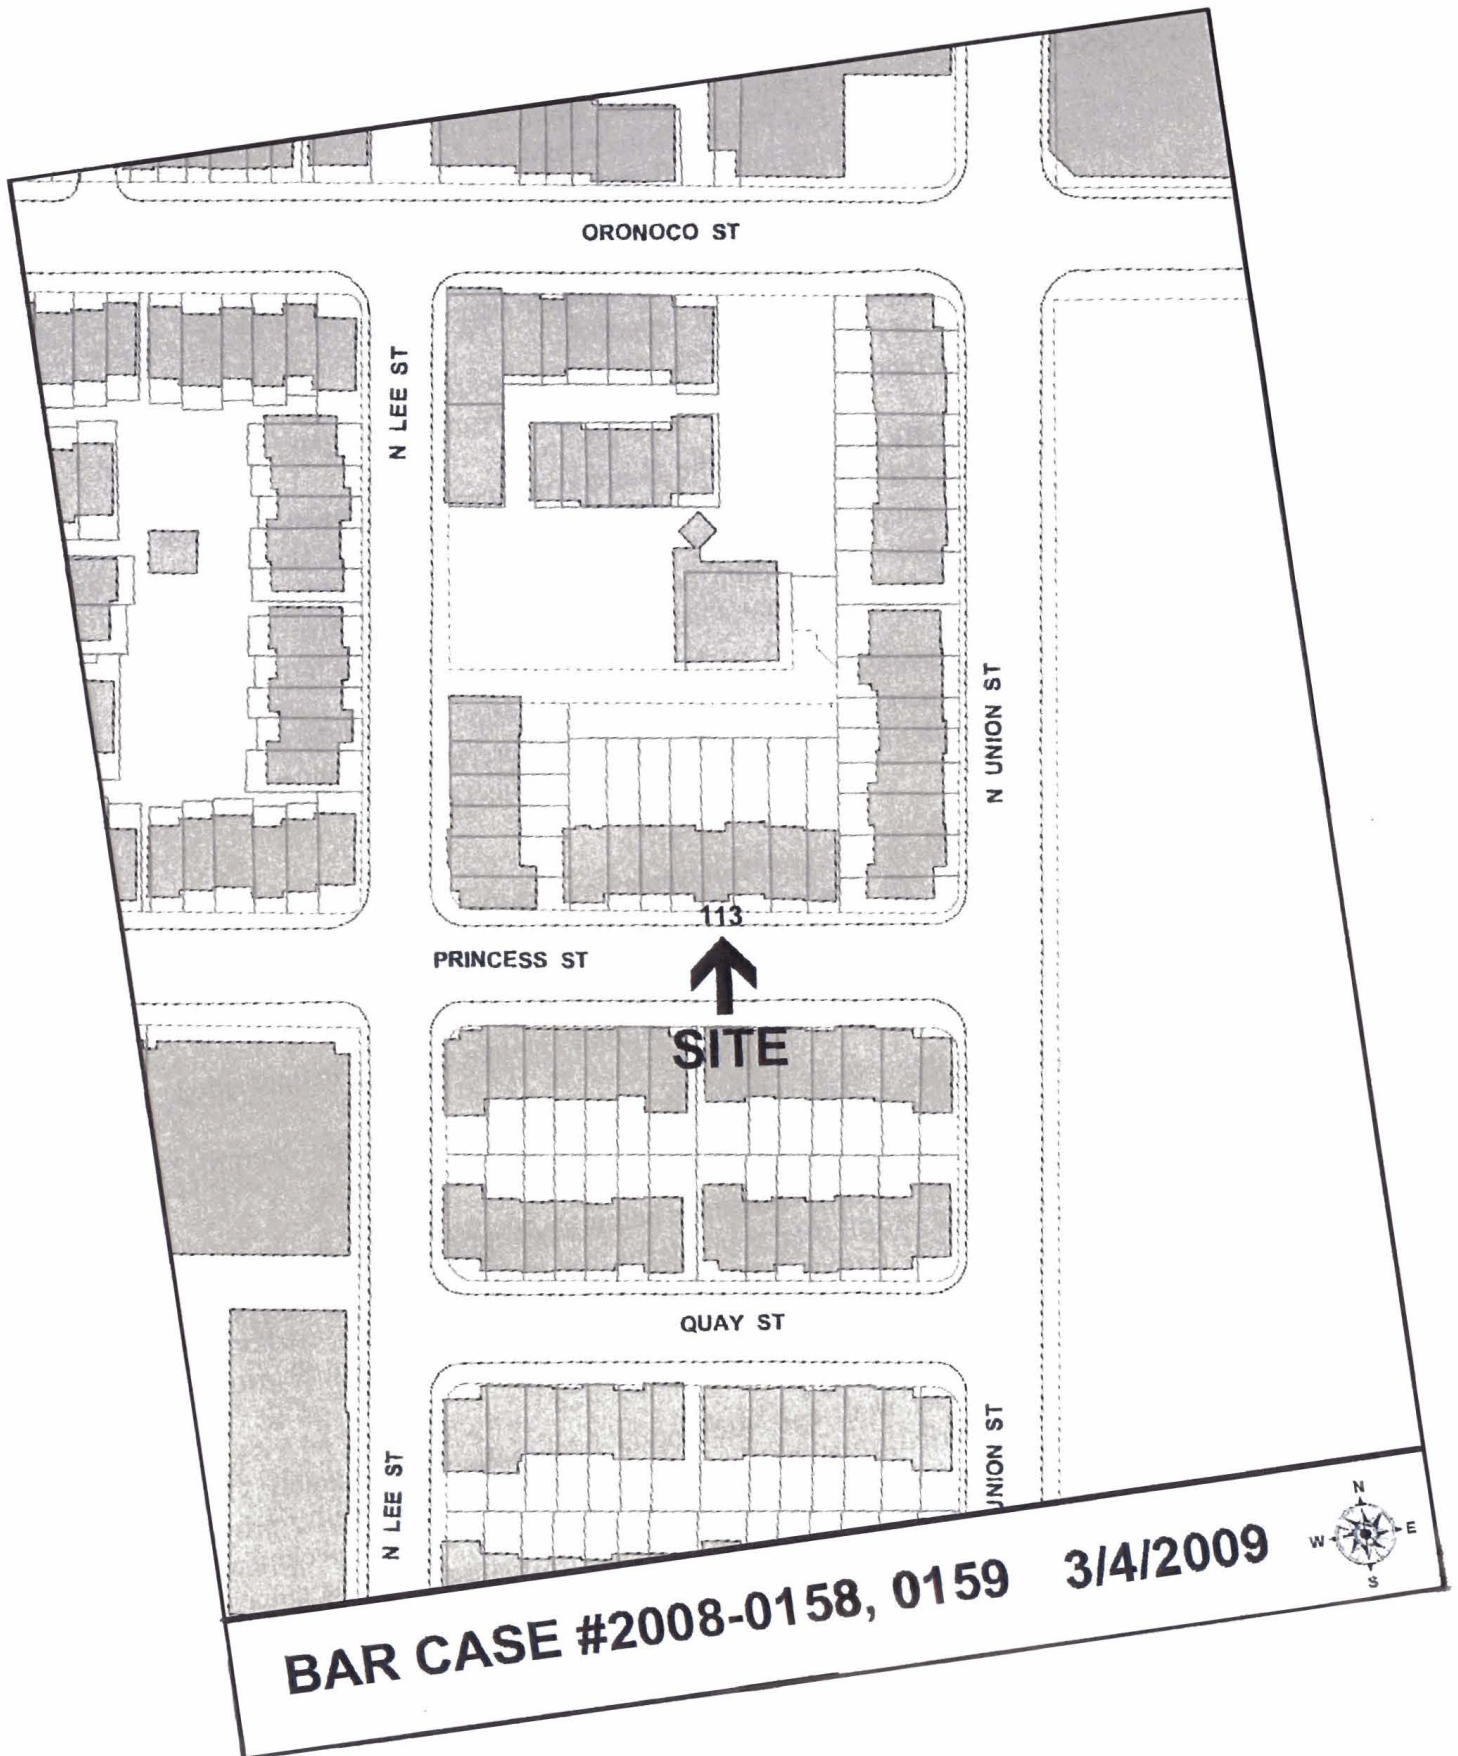 ORONOCO ST
N LEE ST
N UNION ST
113
PRINCESS ST
SITE
QUAY ST
N LEE ST
UNION ST
N
W E
S
BAR CASE #2008-0158, 0159 3/4/2009